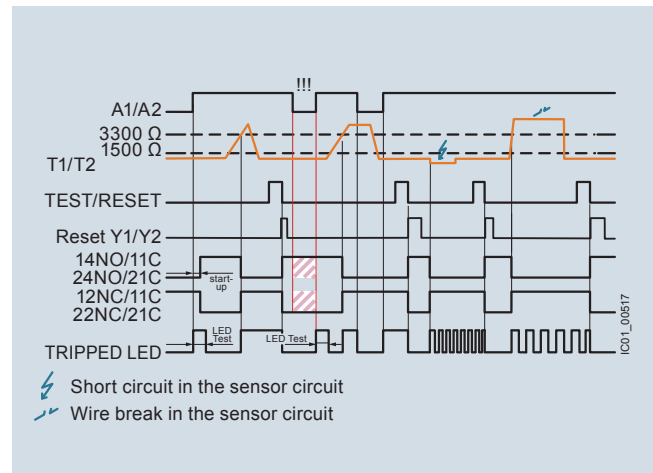 !!!
A1/A2
3300 Ω
1500 Ω
T1/T2
TEST/RESET
Reset Y1/Y2
14NO/11C
24NO/21C
start-
up
12NC/11C
22NC/21C
LED
Test
LED Test
TRIPPED LED
IC01_00517
Short circuit in the sensor circuit
Wire break in the sensor circuit